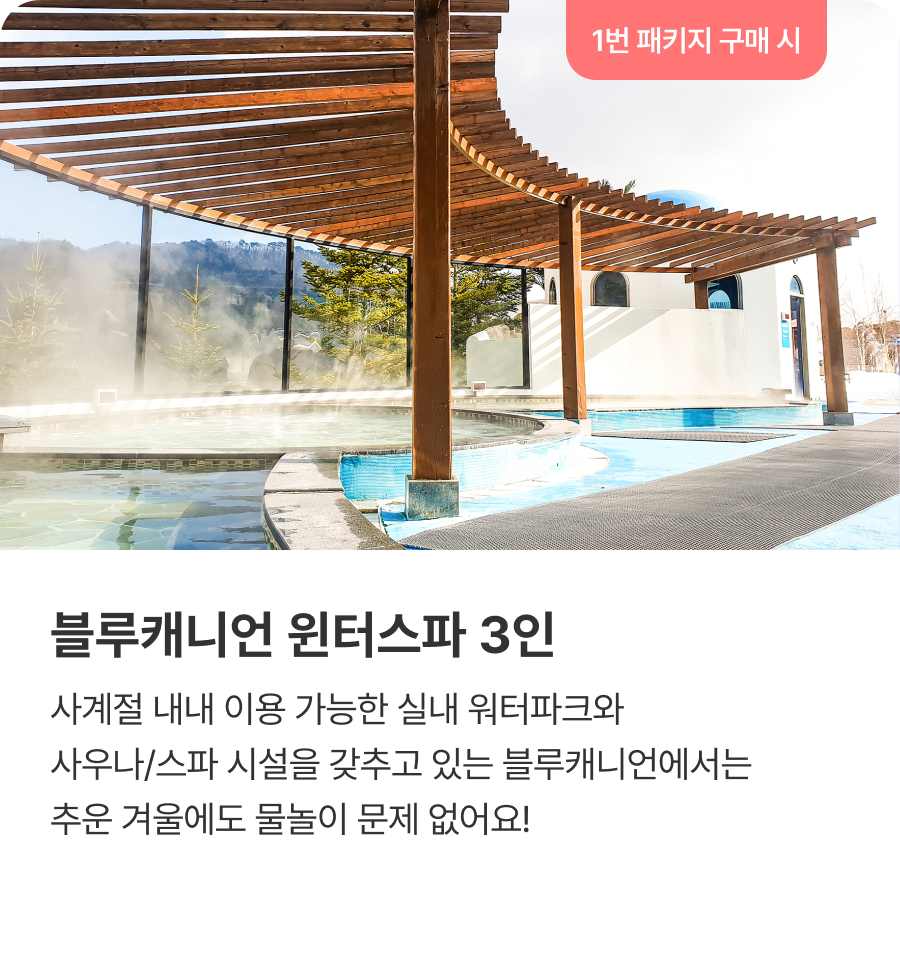 1번 패키지 구매 시
블루캐니언 윈터스파 3인
사계절 내내 이용 가능한 실내 워터파크와
사우나/스파 시설을 갖추고 있는 블루캐니언에서는
추운 겨울에도 물놀이 문제 없어요!